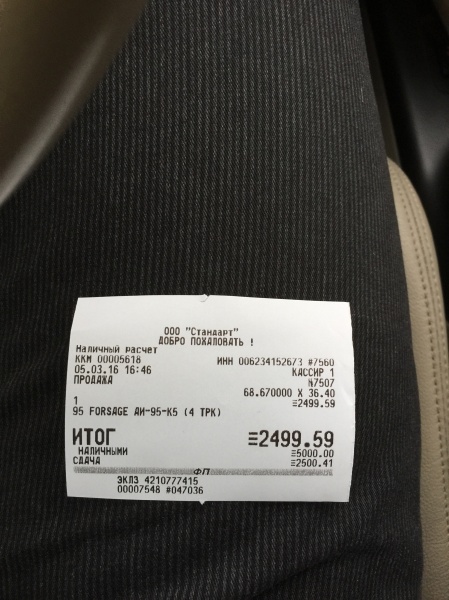 ООО "Стандарт"
ДОБРО ПОЖАЛОВАТЬ !
Наличный расчет
ККМ 00005618 ИНН 006234152673 #7560
05.03.16 16:46 КАССИР 1
ПРОДАЖА №7507
68.670000 X 36.40
1 ≡2499.59
95 FORSAGE АИ-95-К5 (4 ТРК)
ИТОГ ≡2499.59
НАЛИЧНЫМИ ≡5000.00
СДАЧА ≡2500.41
ФП
ЭКЛЗ 4210777415
00007548 #047036